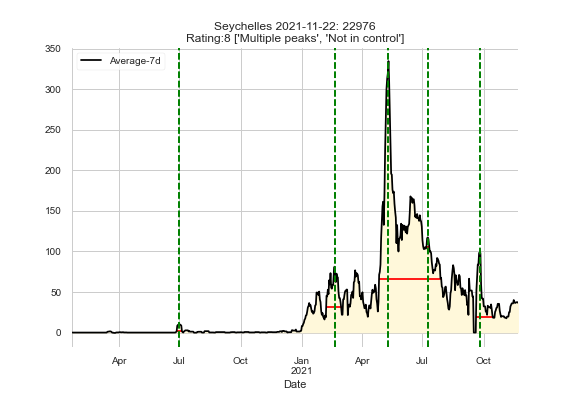 Seychelles 2021-11-22: 22976
Rating:8 ['Multiple peaks', 'Not in control']
350
Average-7d
300
250
200
150
100
50
0
Apr Jul Oct Jan Apr Jul Oct
2021
Date